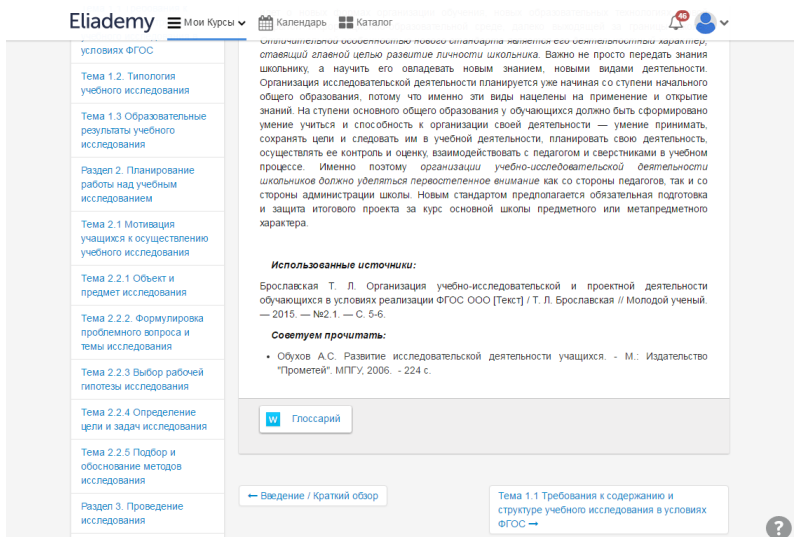 Eliademy
Мои Курсы
Календарь
Каталог
46
условиях ФГОС
Тема 1.2. Типология
учебного исследования
Тема 1.3 Образовательные
результаты учебного
исследования
Раздел 2. Планирование
работы над учебным
исследованием
Тема 2.1 Мотивация
учащихся к осуществлению
учебного исследования
Тема 2.2.1 Объект и
предмет исследования
Тема 2.2.2. Формулировка
проблемного вопроса и
темы исследования
Тема 2.2.3 Выбор рабочей
гипотезы исследования
Тема 2.2.4 Определение
цели и задач исследования
Тема 2.2.5 Подбор и
обоснование методов
исследования
Раздел 3. Проведение
исследования
Отличительной особенностью нового стандарта является его деятельностный характер,
ставящий главной целью развитие личности школьника. Важно не просто передать знания
школьнику, а научить его овладевать новым знанием, новыми видами деятельности.
Организация исследовательской деятельности планируется уже начиная со ступени начального
общего образования, потому что именно эти виды нацелены на применение и открытие
знаний. На ступени основного общего образования у обучающихся должно быть сформировано
умение учиться и способность к организации своей деятельности — умение принимать,
сохранять цели и следовать им в учебной деятельности, планировать свою деятельность,
осуществлять ее контроль и оценку, взаимодействовать с педагогом и сверстниками в учебном
процессе. Именно поэтому организации учебно-исследовательской деятельности
школьников должно уделяться первостепенное внимание как со стороны педагогов, так и со
стороны администрации школы. Новым стандартом предполагается обязательная подготовка
и защита итогового проекта за курс основной школы предметного или метапредметного
характера.
Использованные источники:
Брославская Т. Л. Организация учебно-исследовательской и проектной деятельности
обучающихся в условиях реализации ФГОС ООО [Текст] / Т. Л. Брославская // Молодой ученый.
— 2015. — №2.1. — С. 5-6.
Советуем прочитать:
• Обухов А.С. Развитие исследовательской деятельности учащихся. - М.: Издательство
"Прометей". МПГУ, 2006. - 224 с.
W Глоссарий
← Введение / Краткий обзор
Тема 1.1 Требования к содержанию и
структуре учебного исследования в условиях
ФГОС →
?